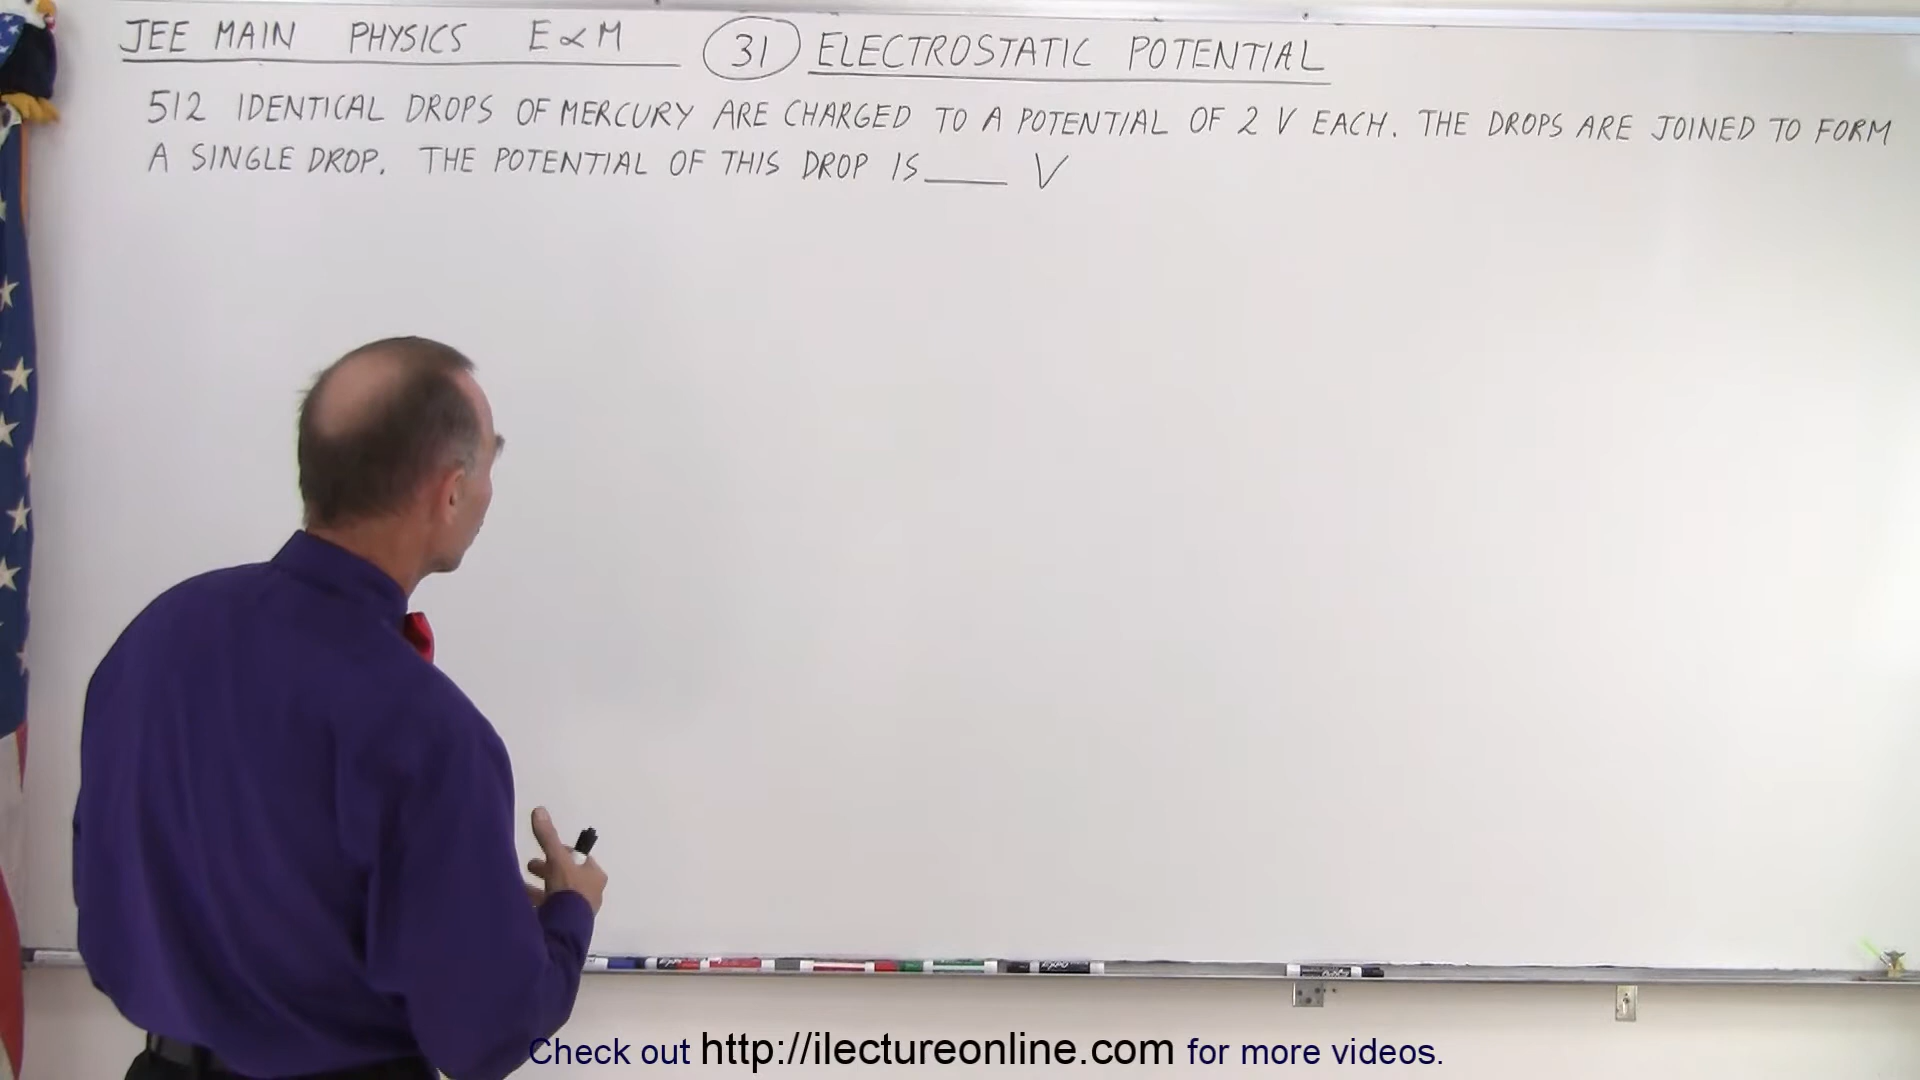 JEE MAIN PHYSICS E∝M 31 ELECTROSTATIC POTENTIAL
512 IDENTICAL DROPS OF MERCURY ARE CHARGED TO A POTENTIAL OF 2 V EACH. THE DROPS ARE JOINED TO FORM
A SINGLE DROP. THE POTENTIAL OF THIS DROP IS ____ V
Check out http://ilectureonline.com for more videos.